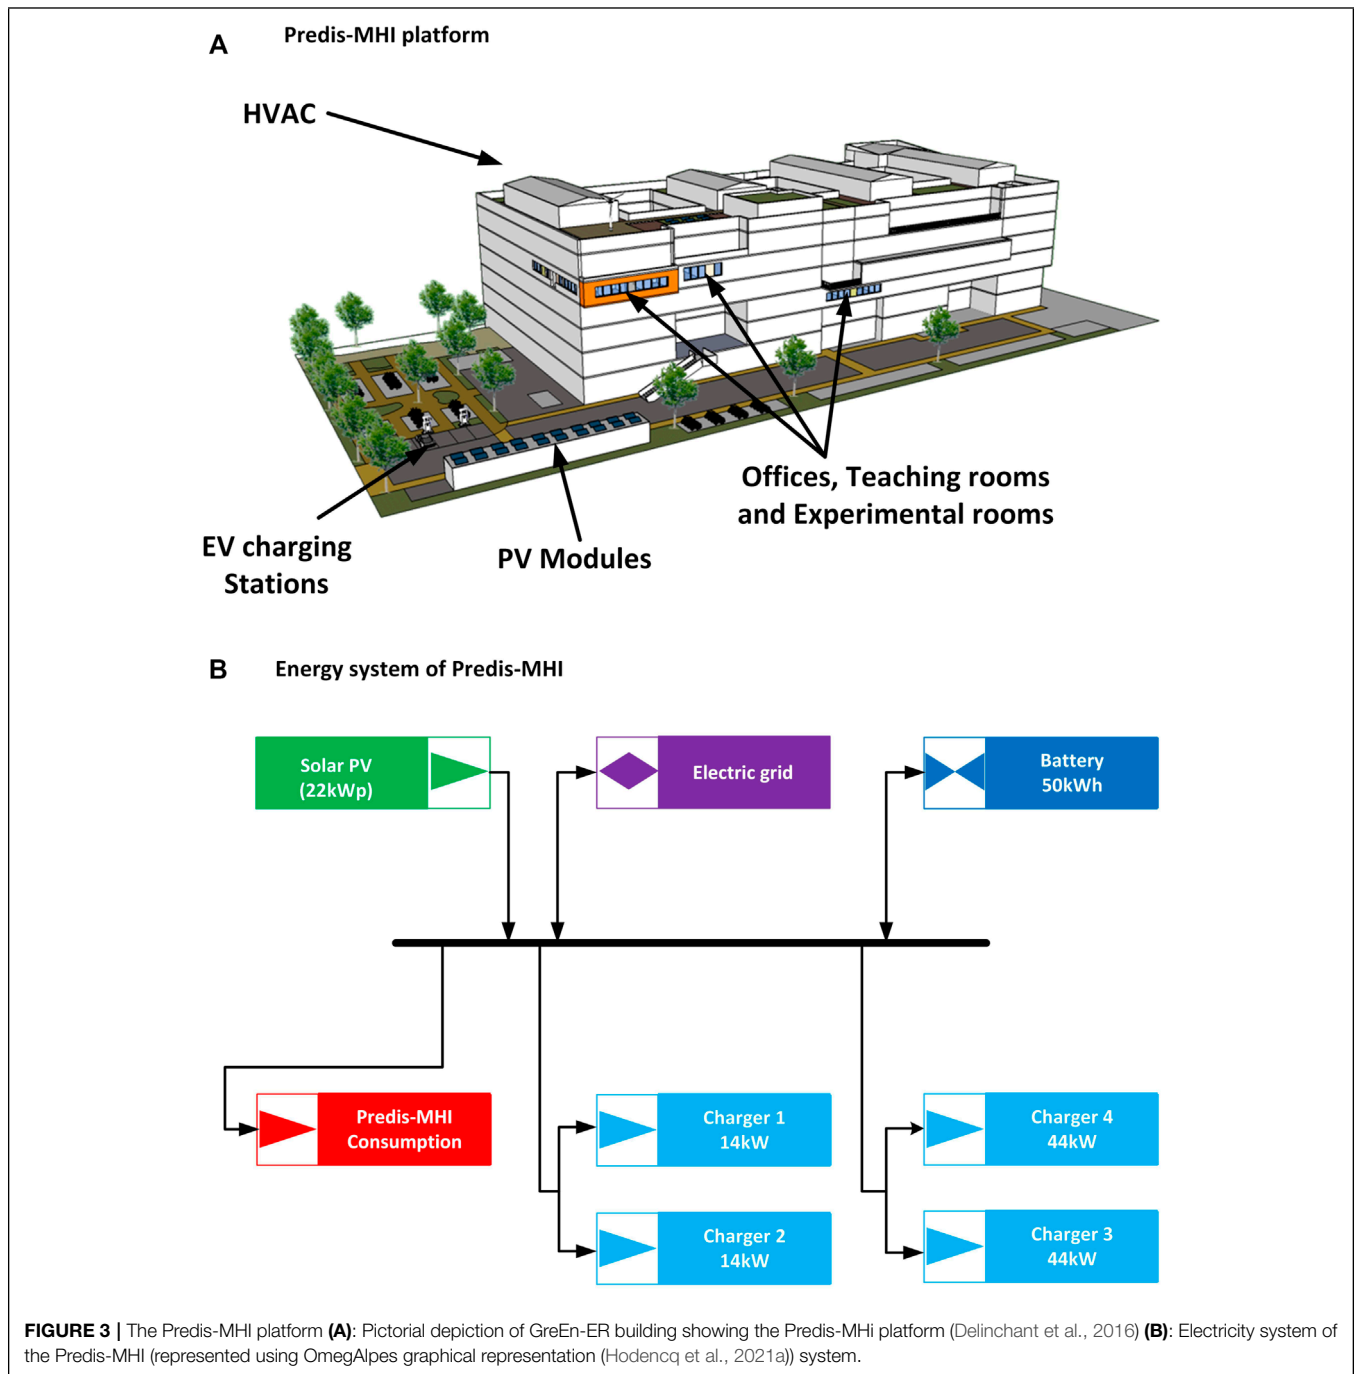 A Predis-MHI platform
HVAC
Offices, Teaching rooms
and Experimental rooms
EV charging
Stations
PV Modules
B Energy system of Predis-MHI
Solar PV
(22kWp)
Electric grid
Battery
50kWh
Predis-MHI
Consumption
Charger 1
14kW
Charger 4
44kW
Charger 2
14kW
Charger 3
44kW
FIGURE 3 | The Predis-MHI platform (A): Pictorial depiction of GreEn-ER building showing the Predis-MHi platform (Delinchant et al., 2016) (B): Electricity system of
the Predis-MHI (represented using OmegAlpes graphical representation (Hodencq et al., 2021a)) system.